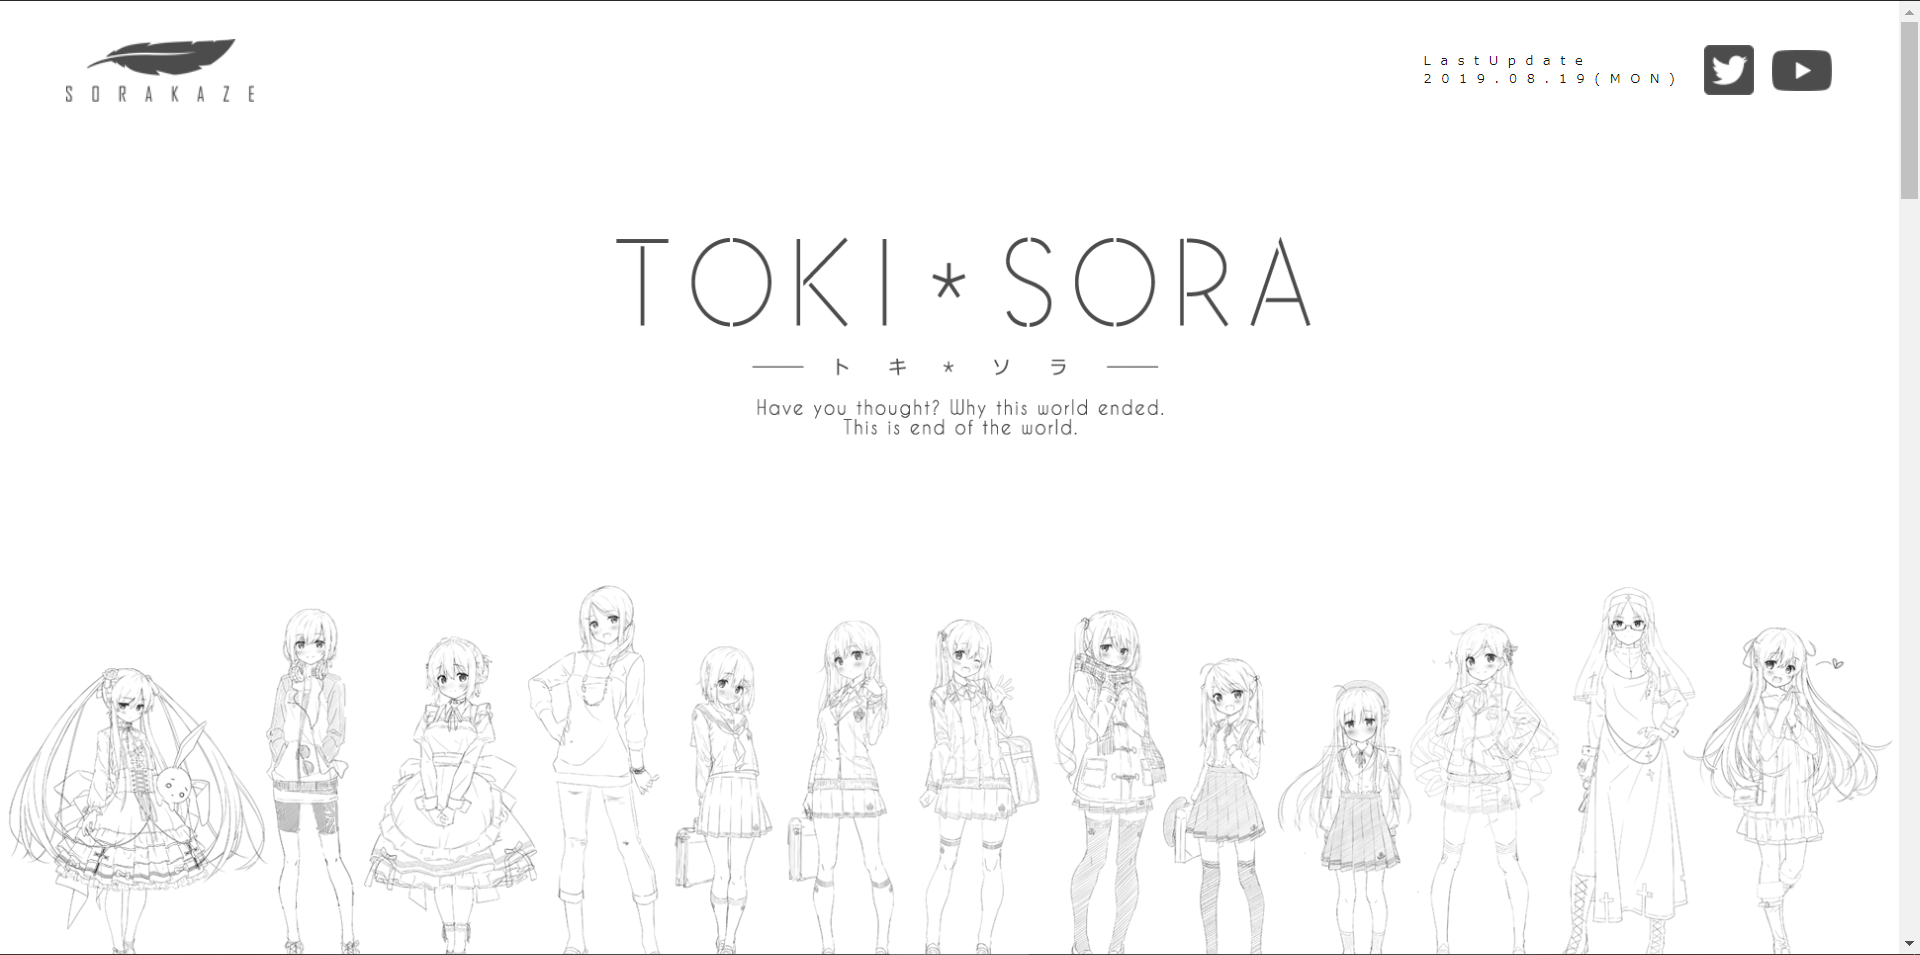 SORAKAZE
LastUpdate
2019.08.19(MON)
TOKI*SORA
トキ*ソラ
Have you thought? Why this world ended.
This is end of the world.